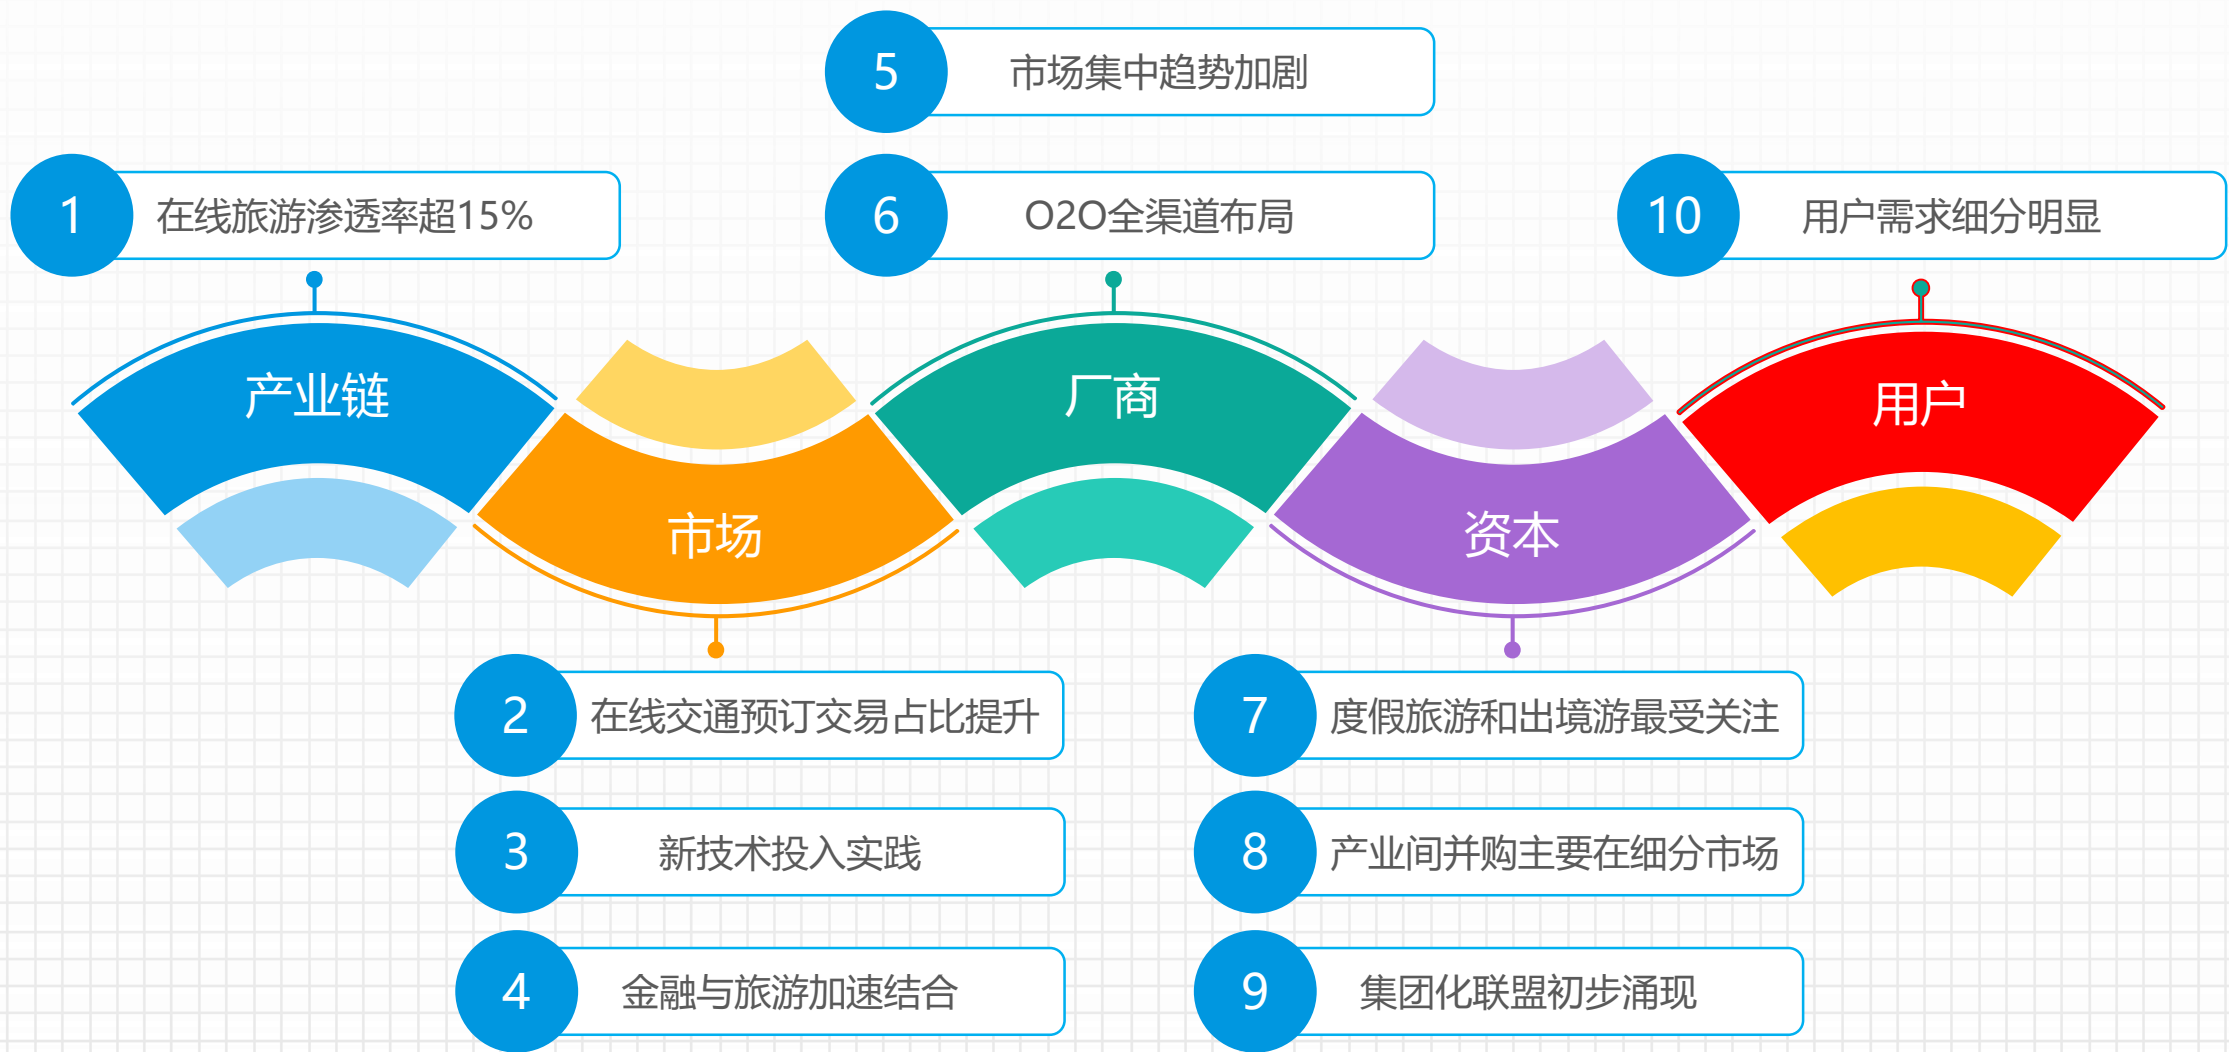 5
市场集中趋势加剧
1
在线旅游渗透率超15%
6
O2O全渠道布局
10
用户需求细分明显
产业链
厂商
用户
市场
资本
2
在线交通预订交易占比提升
7
度假旅游和出境游最受关注
3
新技术投入实践
8
产业间并购主要在细分市场
4
金融与旅游加速结合
9
集团化联盟初步涌现